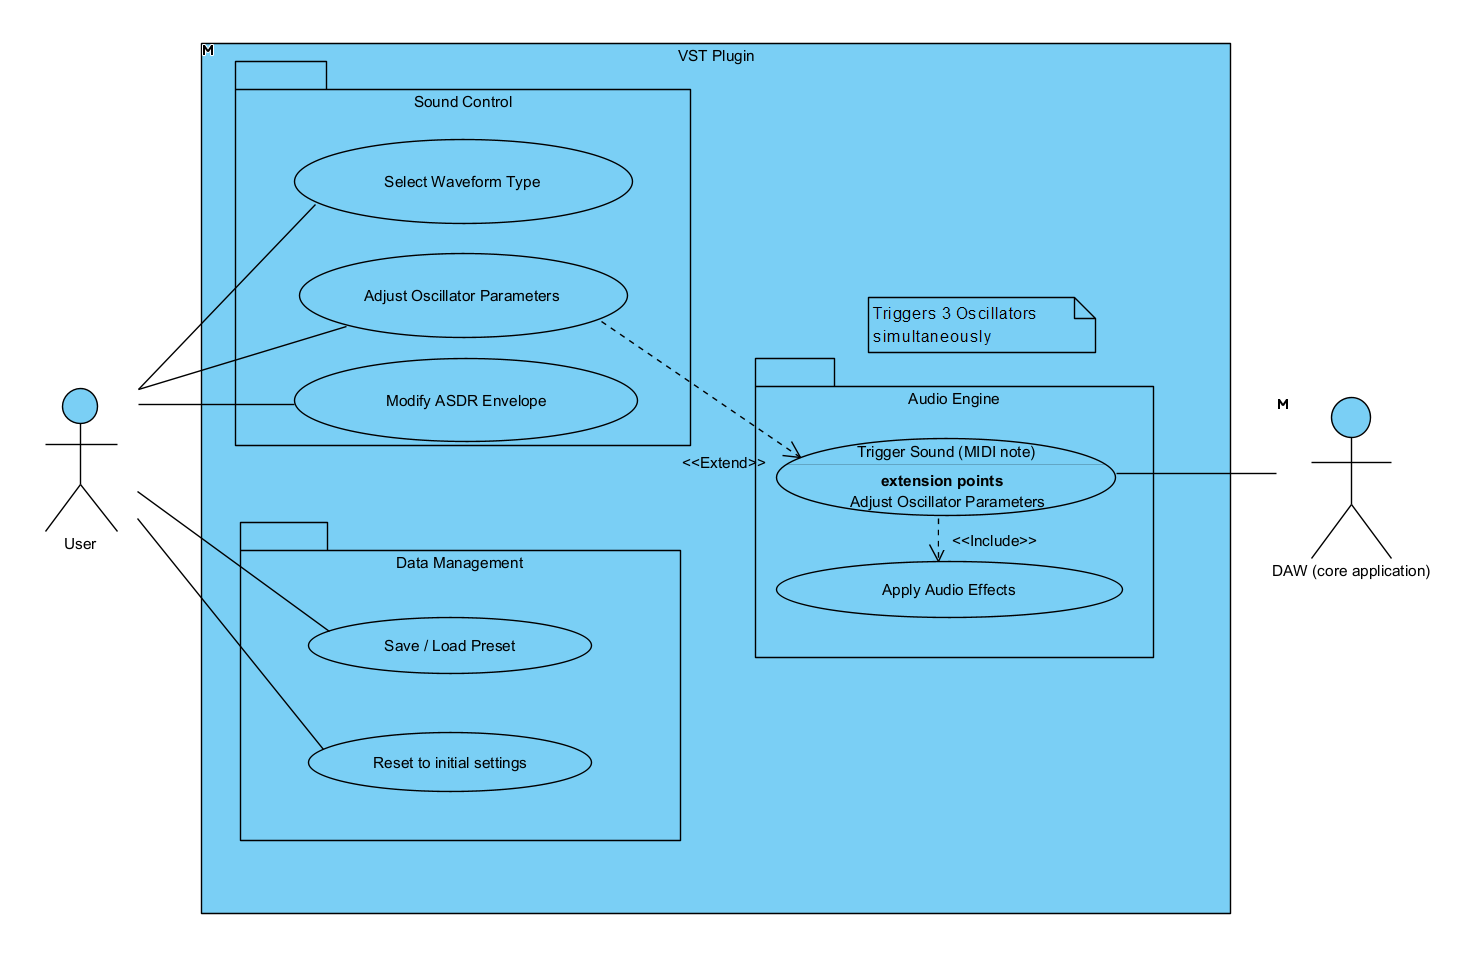 M
VST Plugin
Sound Control
Select Waveform Type
Adjust Oscillator Parameters
Modify ASDR Envelope
Triggers 3 Oscillators
simultaneously
Audio Engine
M
Trigger Sound (MIDI note)
<<Extend>>
extension points
Adjust Oscillator Parameters
<<Include>>
User
Data Management
DAW (core application)
Apply Audio Effects
Save / Load Preset
Reset to initial settings